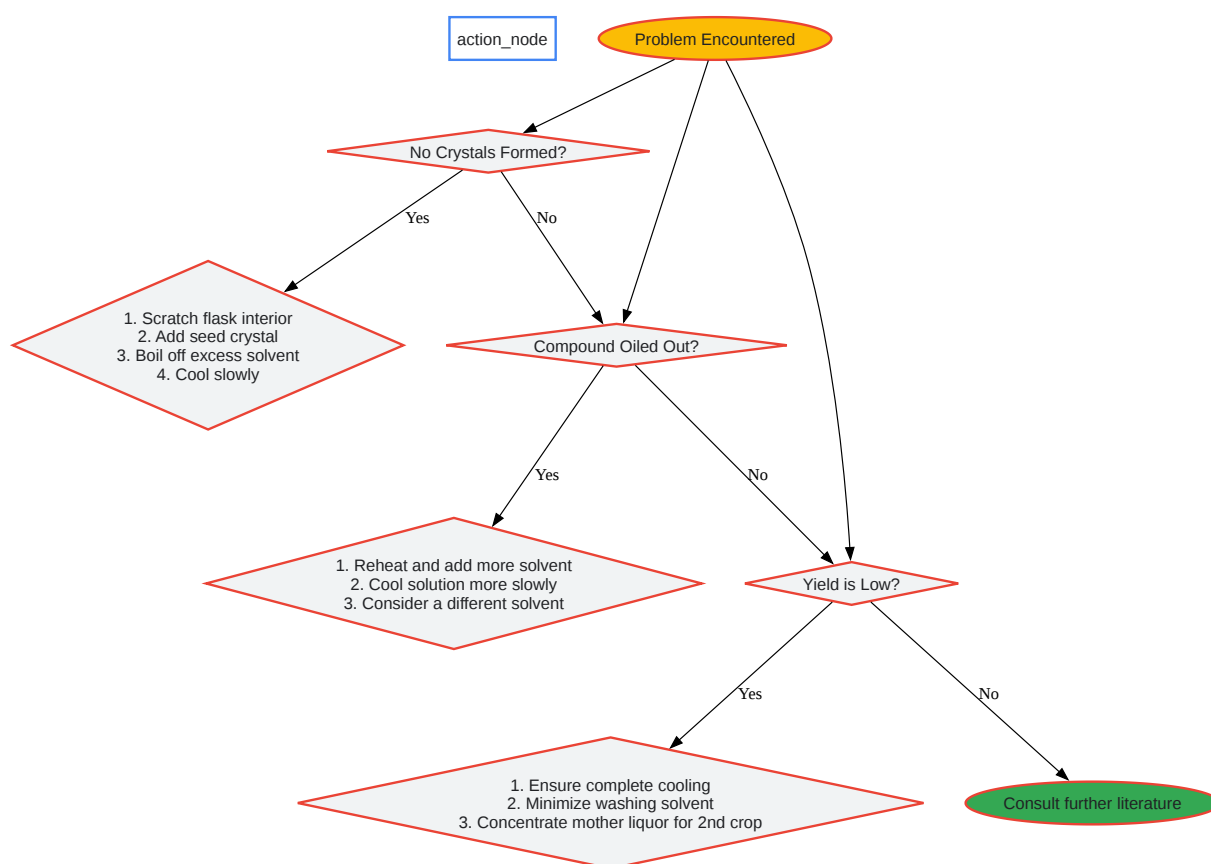 action_node
Problem Encountered
No Crystals Formed?
Yes
No
1. Scratch flask interior
2. Add seed crystal
3. Boil off excess solvent
4. Cool slowly
Compound Oiled Out?
Yes
No
1. Reheat and add more solvent
2. Cool solution more slowly
3. Consider a different solvent
Yield is Low?
Yes
No
1. Ensure complete cooling
2. Minimize washing solvent
3. Concentrate mother liquor for 2nd crop
Consult further literature